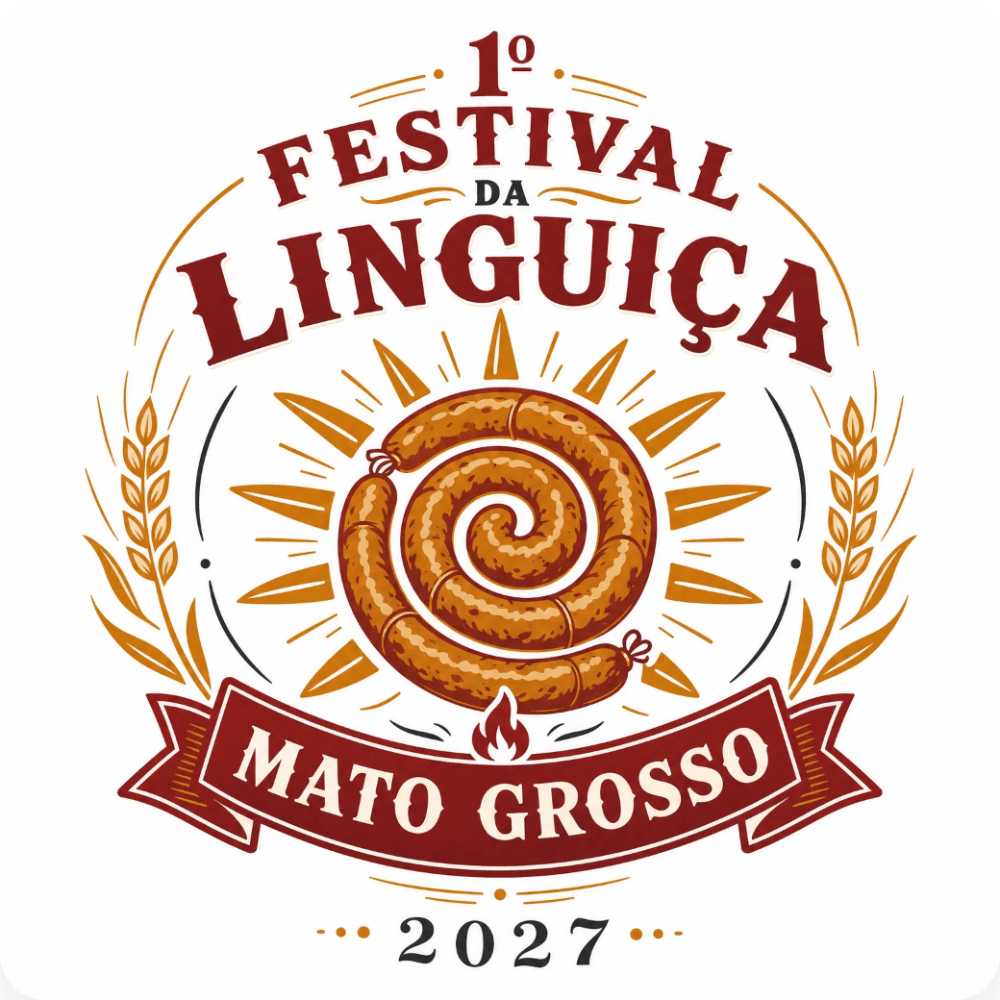 1º
FESTIVAL
DA
LINGUIÇA
MATO GROSSO
2027